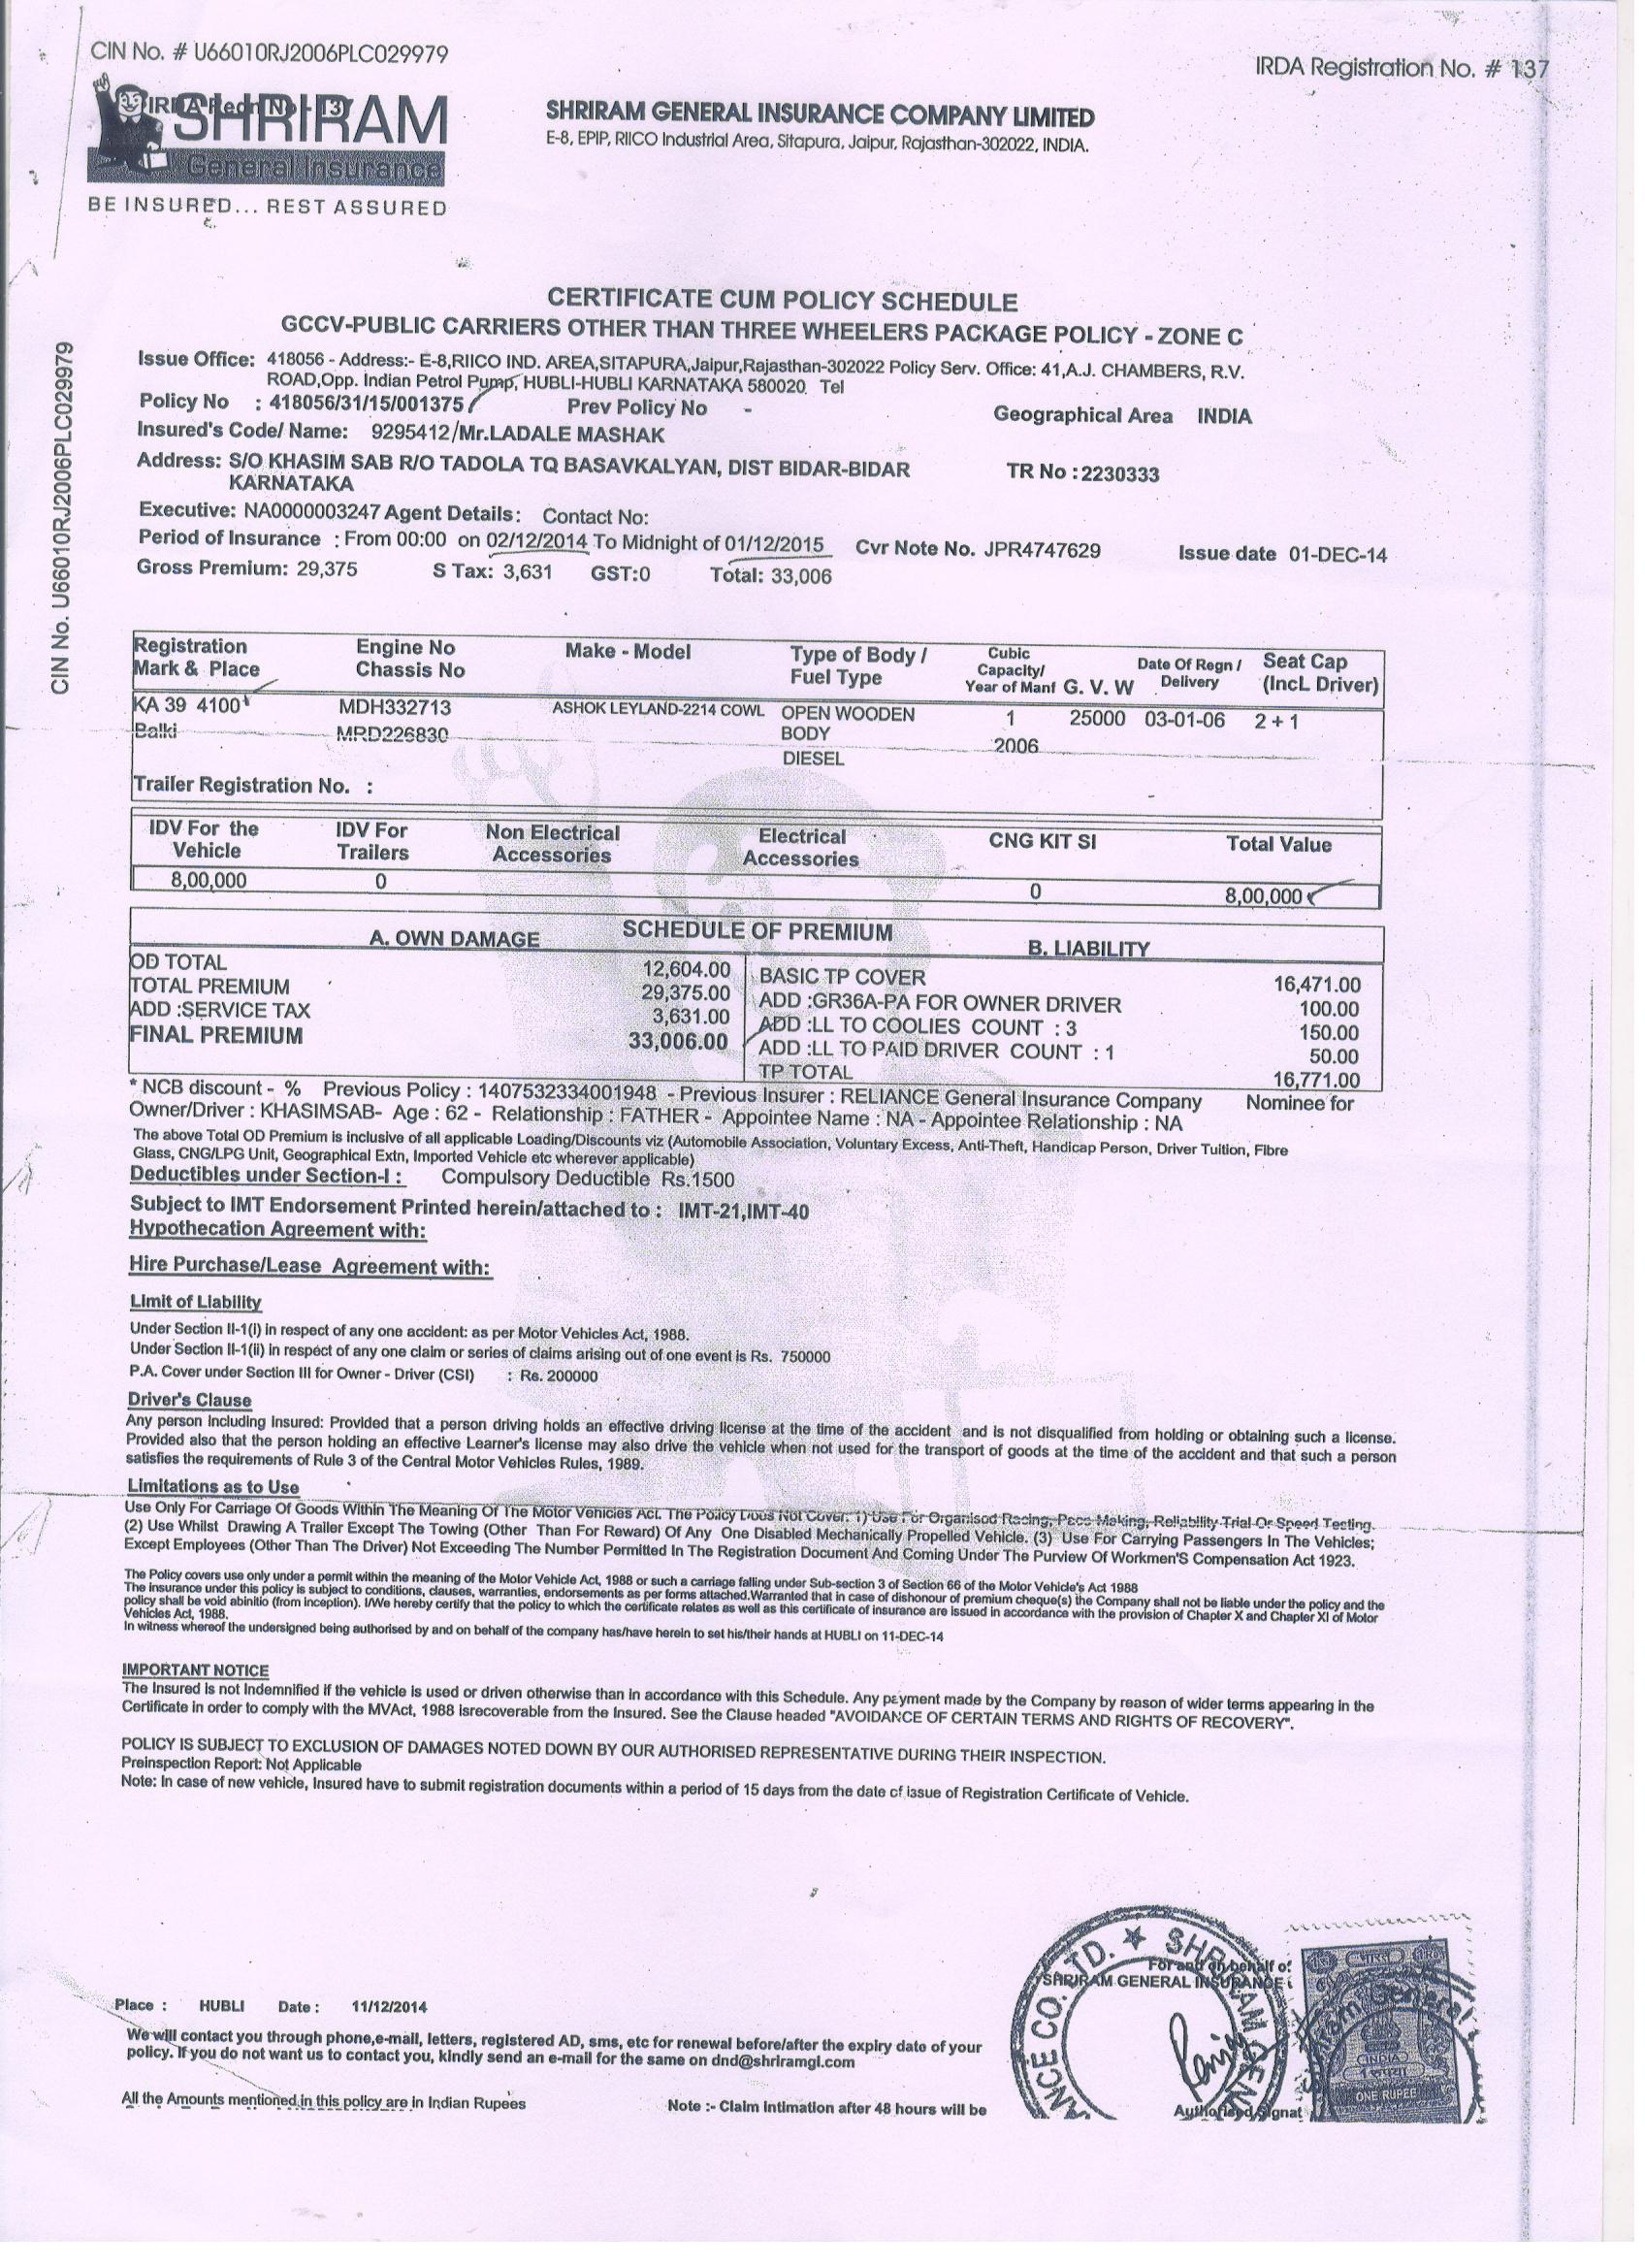 CIN No. # U66010RJ2006PLC029979
IRDA Registration No. # 137
IRDA Regn No - 137
SHRIRAM
General Insurance
BE INSURED... REST ASSURED
SHRIRAM GENERAL INSURANCE COMPANY LIMITED
E-8, EPIP, RIICO Industrial Area, Sitapura, Jaipur, Rajasthan-302022, INDIA.
CIN No. U66010RJ2006PLC029979
CERTIFICATE CUM POLICY SCHEDULE
GCCV-PUBLIC CARRIERS OTHER THAN THREE WHEELERS PACKAGE POLICY - ZONE C
Issue Office: 418056 - Address:- E-8,RIICO IND. AREA,SITAPURA,Jaipur,Rajasthan-302022 Policy Serv. Office: 41,A.J. CHAMBERS, R.V.
ROAD,Opp. Indian Petrol Pump, HUBLI-HUBLI KARNATAKA 580020 Tel
Policy No : 418056/31/15/001375 Prev Policy No - Geographical Area INDIA
Insured's Code/ Name: 9295412/Mr.LADALE MASHAK
Address: S/O KHASIM SAB R/O TADOLA TQ BASAVKALYAN, DIST BIDAR-BIDAR TR No : 2230333
KARNATAKA
Executive: NA0000003247 Agent Details: Contact No:
Period of Insurance : From 00:00 on 02/12/2014 To Midnight of 01/12/2015 Cvr Note No. JPR4747629 Issue date 01-DEC-14
Gross Premium: 29,375 S Tax: 3,631 GST:0 Total: 33,006
Registration Engine No Make - Model Type of Body / Cubic Date Of Regn / Seat Cap
Mark & Place Chassis No Fuel Type Capacity/ Year of Manf G. V. W Delivery (IncL Driver)
KA 39 4100 MDH332713 ASHOK LEYLAND-2214 COWL OPEN WOODEN 1 25000 03-01-06 2 + 1
Balki MRD226830 BODY 2006
DIESEL
Trailer Registration No. : -
IDV For the IDV For Non Electrical Electrical CNG KIT SI Total Value
Vehicle Trailers Accessories Accessories
8,00,000 0 0 8,00,000
SCHEDULE OF PREMIUM
A. OWN DAMAGE B. LIABILITY
OD TOTAL 12,604.00 BASIC TP COVER 16,471.00
TOTAL PREMIUM 29,375.00 ADD :GR36A-PA FOR OWNER DRIVER 100.00
ADD :SERVICE TAX 3,631.00 ADD :LL TO COOLIES COUNT : 3 150.00
FINAL PREMIUM 33,006.00 ADD :LL TO PAID DRIVER COUNT : 1 50.00
TP TOTAL 16,771.00
* NCB discount - % Previous Policy : 1407532334001948 - Previous Insurer : RELIANCE General Insurance Company Nominee for
Owner/Driver : KHASIMSAB- Age : 62 - Relationship : FATHER - Appointee Name : NA - Appointee Relationship : NA
The above Total OD Premium is inclusive of all applicable Loading/Discounts viz (Automobile Association, Voluntary Excess, Anti-Theft, Handicap Person, Driver Tuition, Fibre
Glass, CNG/LPG Unit, Geographical Extn, Imported Vehicle etc wherever applicable)
Deductibles under Section-I : Compulsory Deductible Rs.1500
Subject to IMT Endorsement Printed herein/attached to : IMT-21,IMT-40
Hypothecation Agreement with:
Hire Purchase/Lease Agreement with:
Limit of Liability
Under Section II-1(i) in respect of any one accident: as per Motor Vehicles Act, 1988.
Under Section II-1(ii) in respect of any one claim or series of claims arising out of one event is Rs. 750000
P.A. Cover under Section III for Owner - Driver (CSI) : Rs. 200000
Driver's Clause
Any person including Insured: Provided that a person driving holds an effective driving license at the time of the accident and is not disqualified from holding or obtaining such a license.
Provided also that the person holding an effective Learner's license may also drive the vehicle when not used for the transport of goods at the time of the accident and that such a person
satisfies the requirements of Rule 3 of the Central Motor Vehicles Rules, 1989.
Limitations as to Use
Use Only For Carriage Of Goods Within The Meaning Of The Motor Vehicles Act. The Policy Does Not Cover: 1) Use For Organised Racing, Pace Making, Reliability Trial Or Speed Testing.
(2) Use Whilst Drawing A Trailer Except The Towing (Other Than For Reward) Of Any One Disabled Mechanically Propelled Vehicle. (3) Use For Carrying Passengers In The Vehicles;
Except Employees (Other Than The Driver) Not Exceeding The Number Permitted In The Registration Document And Coming Under The Purview Of Workmen'S Compensation Act 1923.
The Policy covers use only under a permit within the meaning of the Motor Vehicle Act, 1988 or such a carriage falling under Sub-section 3 of Section 66 of the Motor Vehicle's Act 1988
The insurance under this policy is subject to conditions, clauses, warranties, endorsements as per forms attached.Warranted that in case of dishonour of premium cheque(s) the Company shall not be liable under the policy and the
policy shall be void abinitio (from inception). I/We hereby certify that the policy to which the certificate relates as well as this certificate of insurance are issued in accordance with the provision of Chapter X and Chapter XI of Motor
Vehicles Act, 1988.
In witness whereof the undersigned being authorised by and on behalf of the company has/have herein to set his/their hands at HUBLI on 11-DEC-14
IMPORTANT NOTICE
The Insured is not Indemnified if the vehicle is used or driven otherwise than in accordance with this Schedule. Any payment made by the Company by reason of wider terms appearing in the
Certificate in order to comply with the MVAct, 1988 isrecoverable from the Insured. See the Clause headed "AVOIDANCE OF CERTAIN TERMS AND RIGHTS OF RECOVERY".
POLICY IS SUBJECT TO EXCLUSION OF DAMAGES NOTED DOWN BY OUR AUTHORISED REPRESENTATIVE DURING THEIR INSPECTION.
Preinspection Report: Not Applicable
Note: In case of new vehicle, Insured have to submit registration documents within a period of 15 days from the date of issue of Registration Certificate of Vehicle.
For and on behalf of
SHRIRAM GENERAL INSURANCE
Place : HUBLI Date : 11/12/2014
We will contact you through phone,e-mail, letters, registered AD, sms, etc for renewal before/after the expiry date of your
policy. If you do not want us to contact you, kindly send an e-mail for the same on dnd@shriramgi.com
All the Amounts mentioned in this policy are in Indian Rupees
Note :- Claim Intimation after 48 hours will be
Authorised Signat
ANCE CO. LTD. ★ SHRIRAM GEN
Shriram General
भारत
INDIA
ONE RUPEE